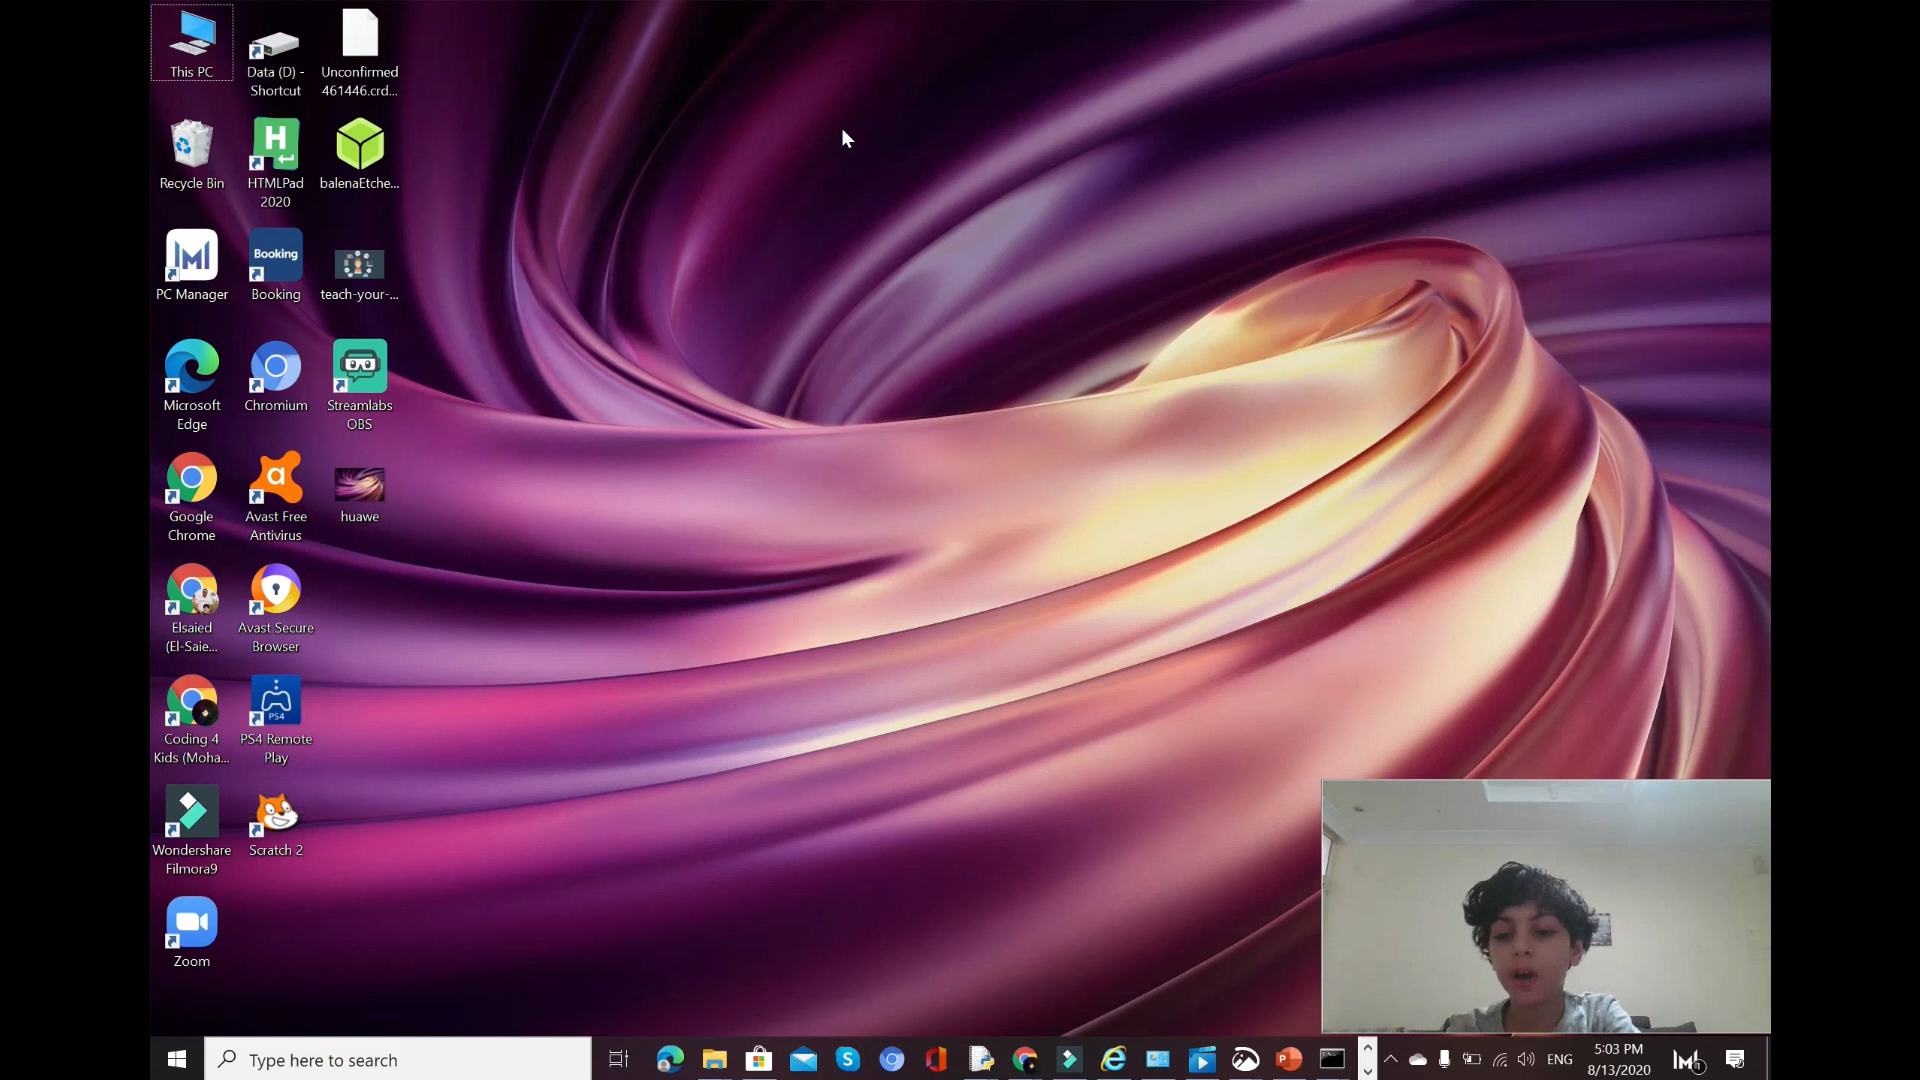 This PC
Data (D) -
Shortcut
Unconfirmed
461446.crd...
Recycle Bin
H
HTMLPad
2020
balenaEtche...
PC Manager
Booking
Booking
teach-your-...
Microsoft
Edge
Chromium
Streamlabs
OBS
Google
Chrome
a
Avast Free
Antivirus
huawe
Elsaied
(El-Saie...
Avast Secure
Browser
Coding 4
Kids (Moha...
PS4
PS4 Remote
Play
Wondershare
Filmora9
Scratch 2
Zoom
Type here to search
ENG
5:03 PM
8/13/2020